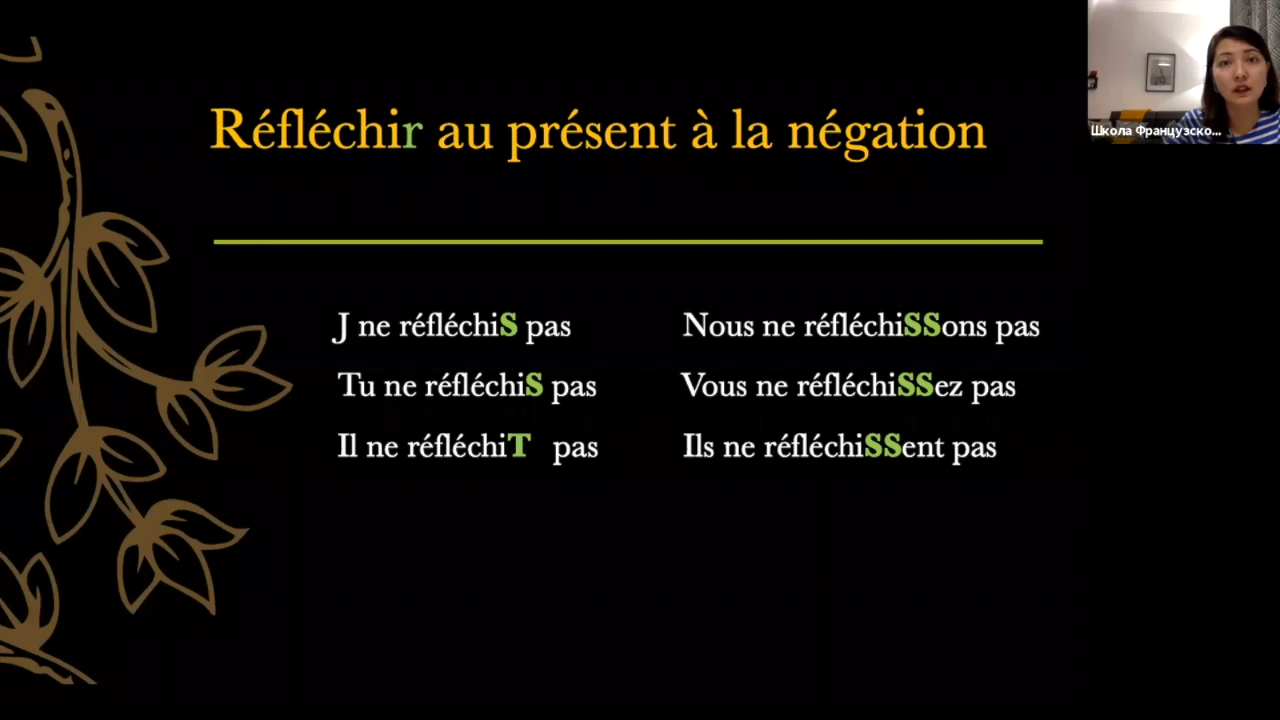 Réfléchir au présent à la négation
J ne réfléchiS pas
Tu ne réfléchiS pas
Il ne réfléchiT pas
Nous ne réfléchiSSons pas
Vous ne réfléchiSSez pas
Ils ne réfléchiSSent pas
Школа Французско...